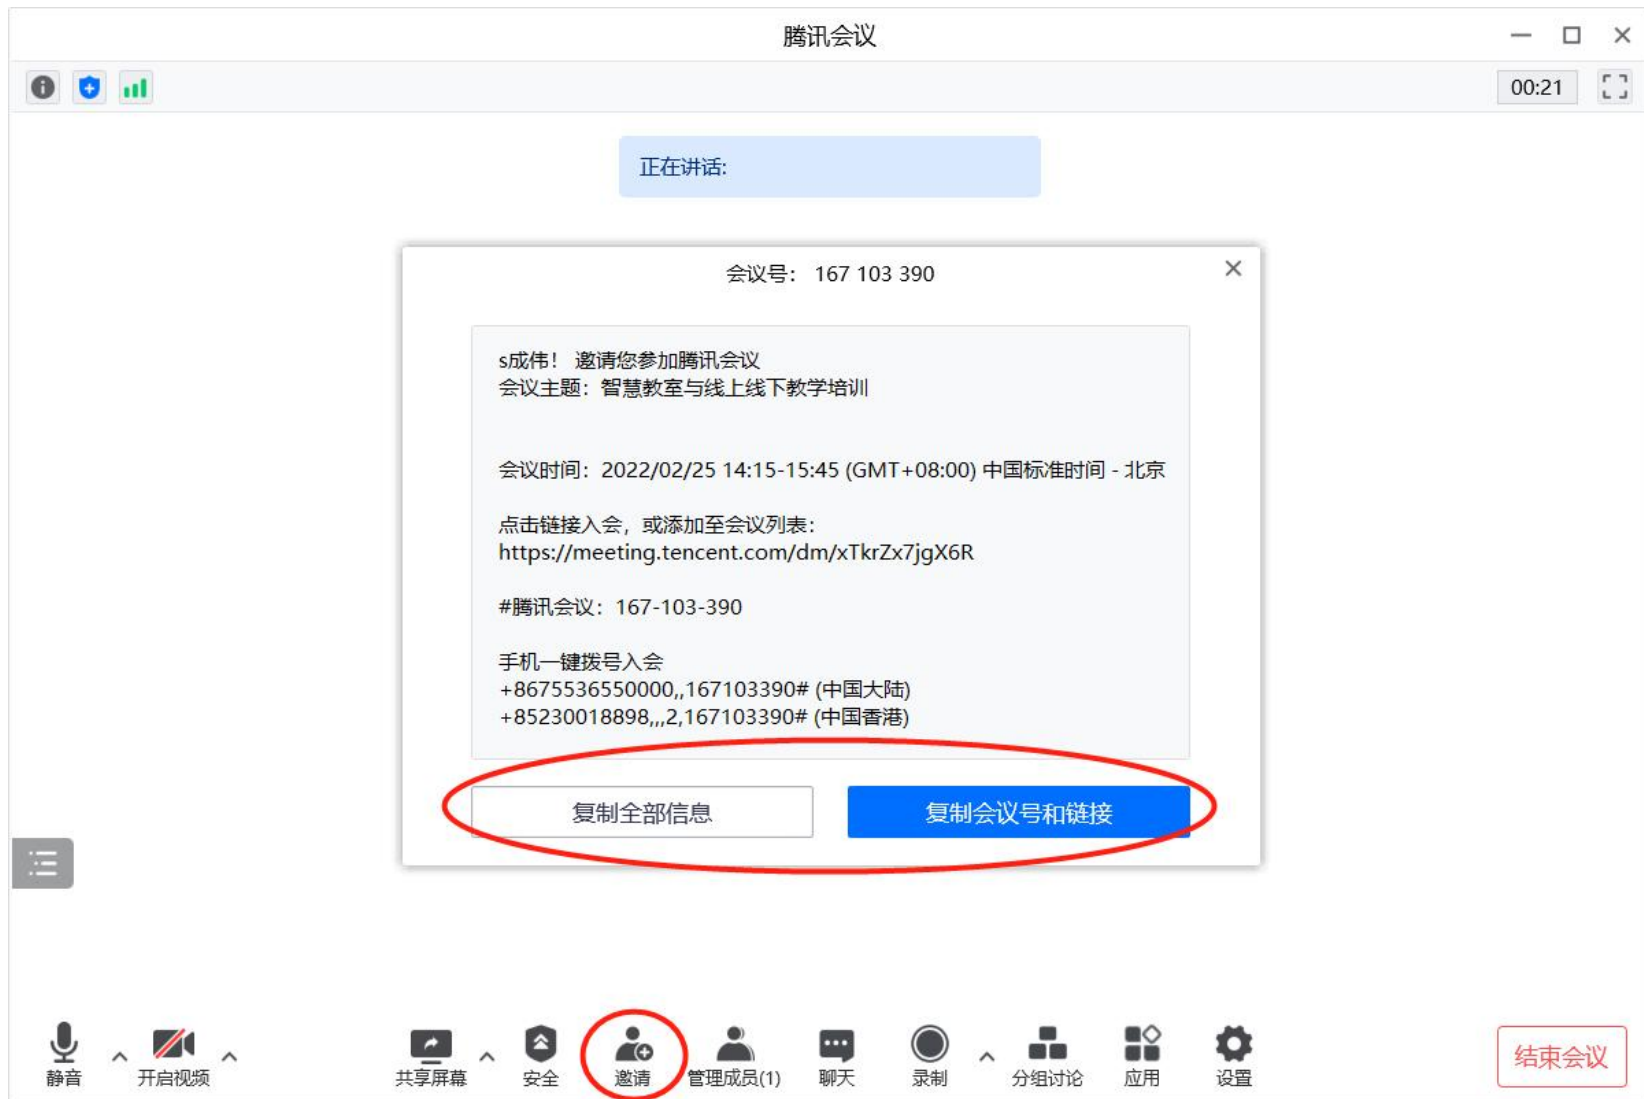 腾讯会议
00:21
正在讲话:
会议号： 167 103 390
s成伟！ 邀请您参加腾讯会议
会议主题：智慧教室与线上线下教学培训
会议时间：2022/02/25 14:15-15:45 (GMT+08:00) 中国标准时间 - 北京
点击链接入会，或添加至会议列表：
https://meeting.tencent.com/dm/xTkrZx7jgX6R
#腾讯会议：167-103-390
手机一键拨号入会
+8675536550000,,167103390# (中国大陆)
+85230018898,,,2,167103390# (中国香港)
复制全部信息 复制会议号和链接
静音 开启视频 共享屏幕 安全 邀请 管理成员(1) 聊天 录制 分组讨论 应用 设置 结束会议